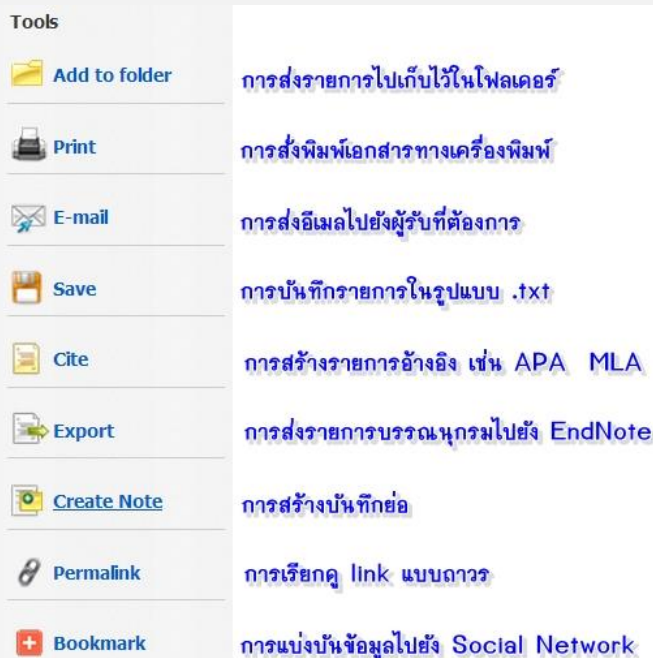 Tools
Add to folder การส่งรายการไปเก็บไว้ในโฟลเดอร์
Print การสั่งพิมพ์เอกสารทางเครื่องพิมพ์
E-mail การส่งอีเมลไปยังผู้รับที่ต้องการ
Save การบันทึกรายการในรูปแบบ .txt
Cite การสร้างรายการอ้างอิง เช่น APA MLA
Export การส่งรายการบรรณนุกรมไปยัง EndNote
Create Note การสร้างบันทึกย่อ
Permalink การเรียกดู link แบบถาวร
Bookmark การแบ่งบันข้อมูลไปยัง Social Network